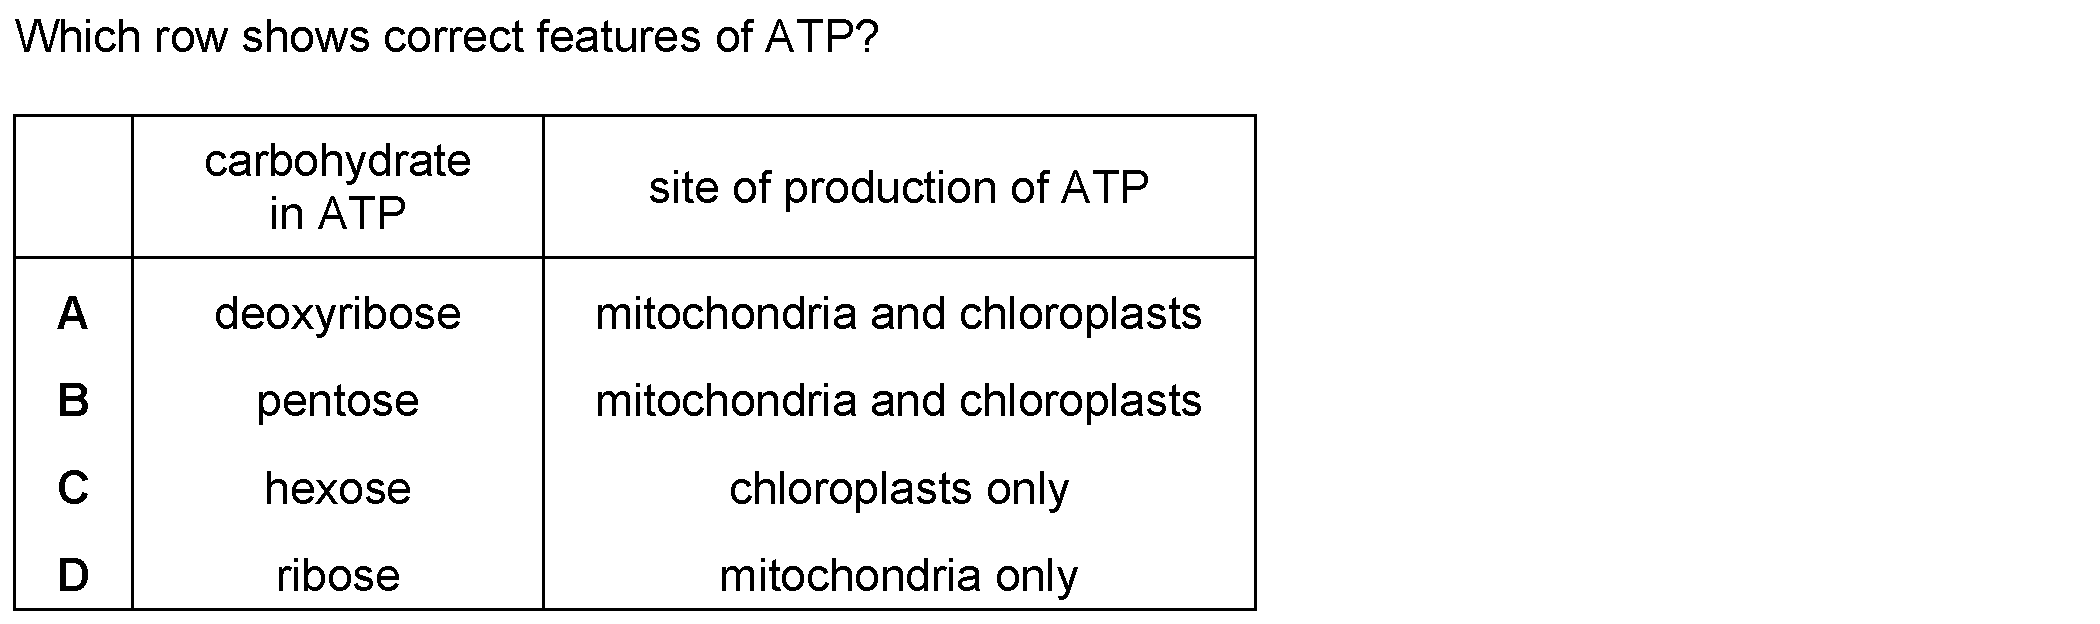 Which row shows correct features of ATP?
carbohydrate
in ATP
site of production of ATP
A deoxyribose mitochondria and chloroplasts
B pentose mitochondria and chloroplasts
C hexose chloroplasts only
D ribose mitochondria only